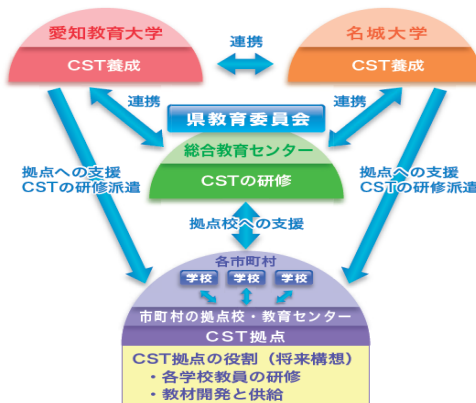 愛知教育大学
CST養成
連携
名城大学
CST養成
連携
連携
県教育委員会
総合教育センター
CSTの研修
拠点への支援
CSTの研修派遣
拠点への支援
CSTの研修派遣
拠点校への支援
各市町村
学校 学校 学校
市町村の拠点校・教育センター
CST拠点
CST拠点の役割（将来構想）
・各学校教員の研修
・教材開発と供給